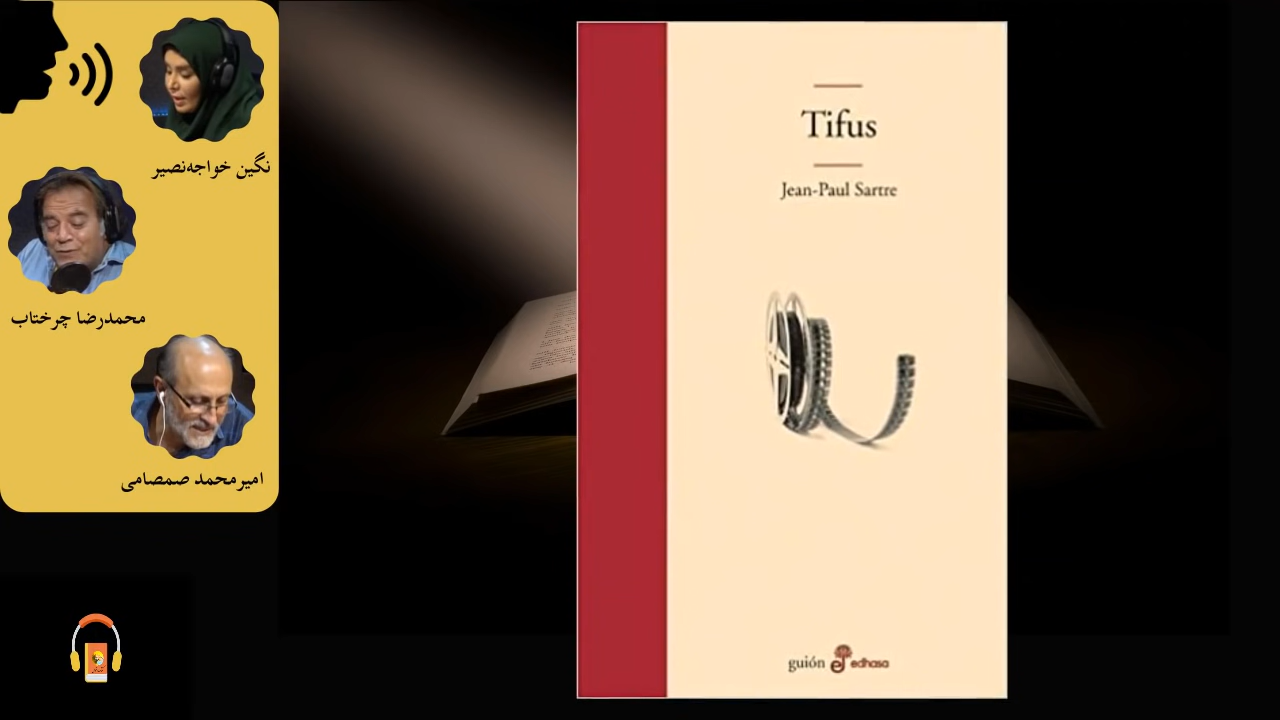 نگین خواجه‌نصیر
محمدرضا چرختاب
امیرمحمد صمصامی
Tifus
Jean-Paul Sartre
guión edhasa